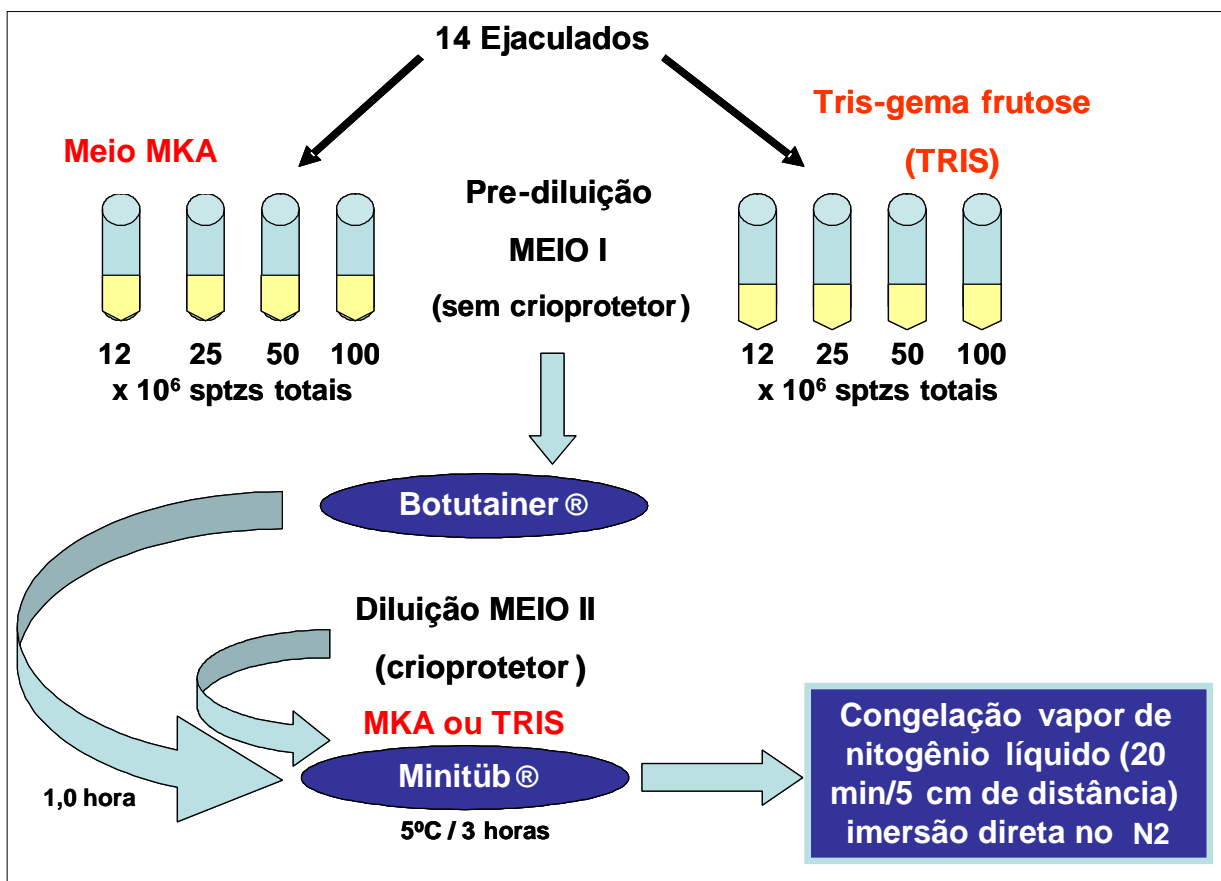 14 Ejaculados
Meio MKA
Tris-gema frutose
(TRIS)
Pre-diluição
MEIO I
(sem crioprotetor)
12 25 50 100
x 10⁶ sptzs totais
12 25 50 100
x 10⁶ sptzs totais
Botutainer ®
Diluição MEIO II
(crioprotetor)
MKA ou TRIS
Minitüb ®
1,0 hora
5ºC / 3 horas
Congelação vapor de
nitogênio líquido (20
min/5 cm de distância)
imersão direta no N2